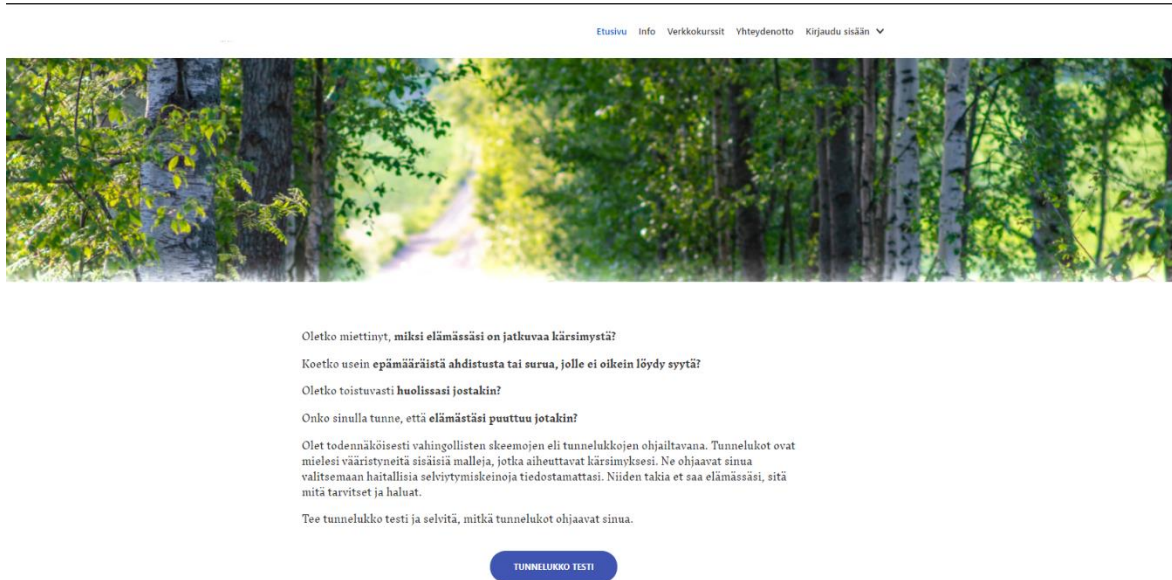 Etusivu Info Verkkokurssit Yhteydenotto Kirjaudu sisään
Oletko miettinyt, miksi elämässäsi on jatkuvaa kärsimystä?
Koetko usein epämääräistä ahdistusta tai surua, jolle ei oikein löydy syytä?
Oletko toistuvasti huolissasi jostakin?
Onko sinulla tunne, että elämästäsi puuttuu jotakin?
Olet todennäköisesti vahingollisten skeemojen eli tunnelukkojen ohjailtavana. Tunnelukot ovat
mielesi vääristyneitä sisäisiä malleja, jotka aiheuttavat kärsimyksesi. Ne ohjaavat sinua
valitsemaan haitallisia selviytymiskeinoja tiedostamattasi. Niiden takia et saa elämässäsi, sitä
mitä tarvitset ja haluat.
Tee tunnelukko testi ja selvitä, mitkä tunnelukot ohjaavat sinua.
TUNNELUKKO TESTI